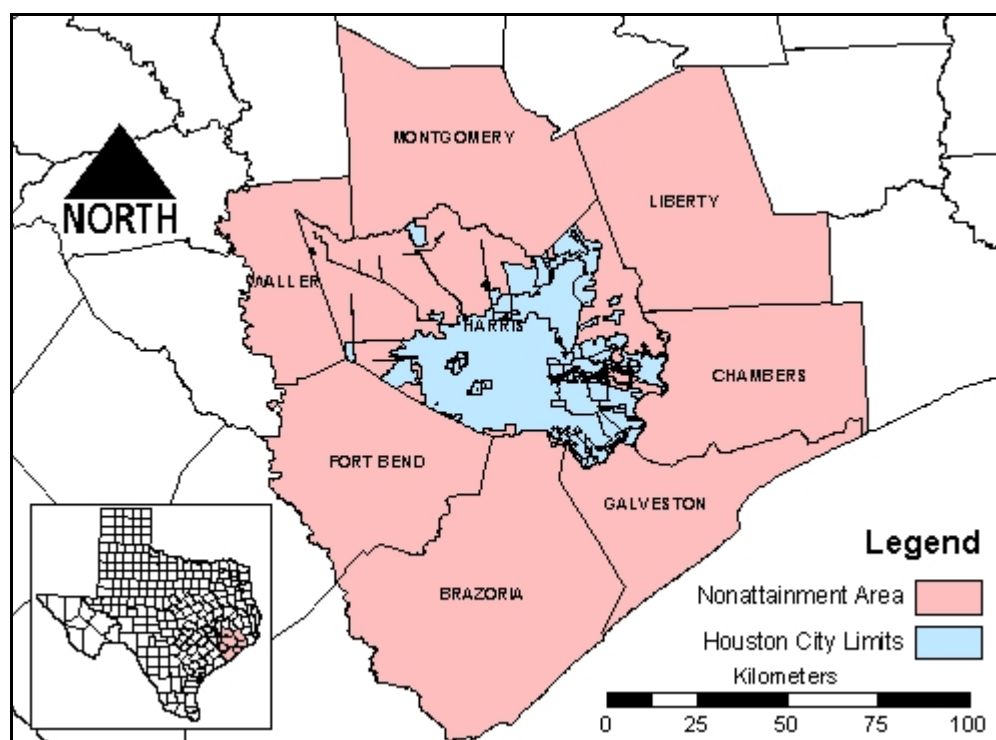 MONTGOMERY
LIBERTY
NORTH
WALLER
HARRIS
CHAMBERS
FORT BEND
GALVESTON
BRAZORIA
Legend
Nonattainment Area
Houston City Limits
Kilometers
0 25 50 75 100